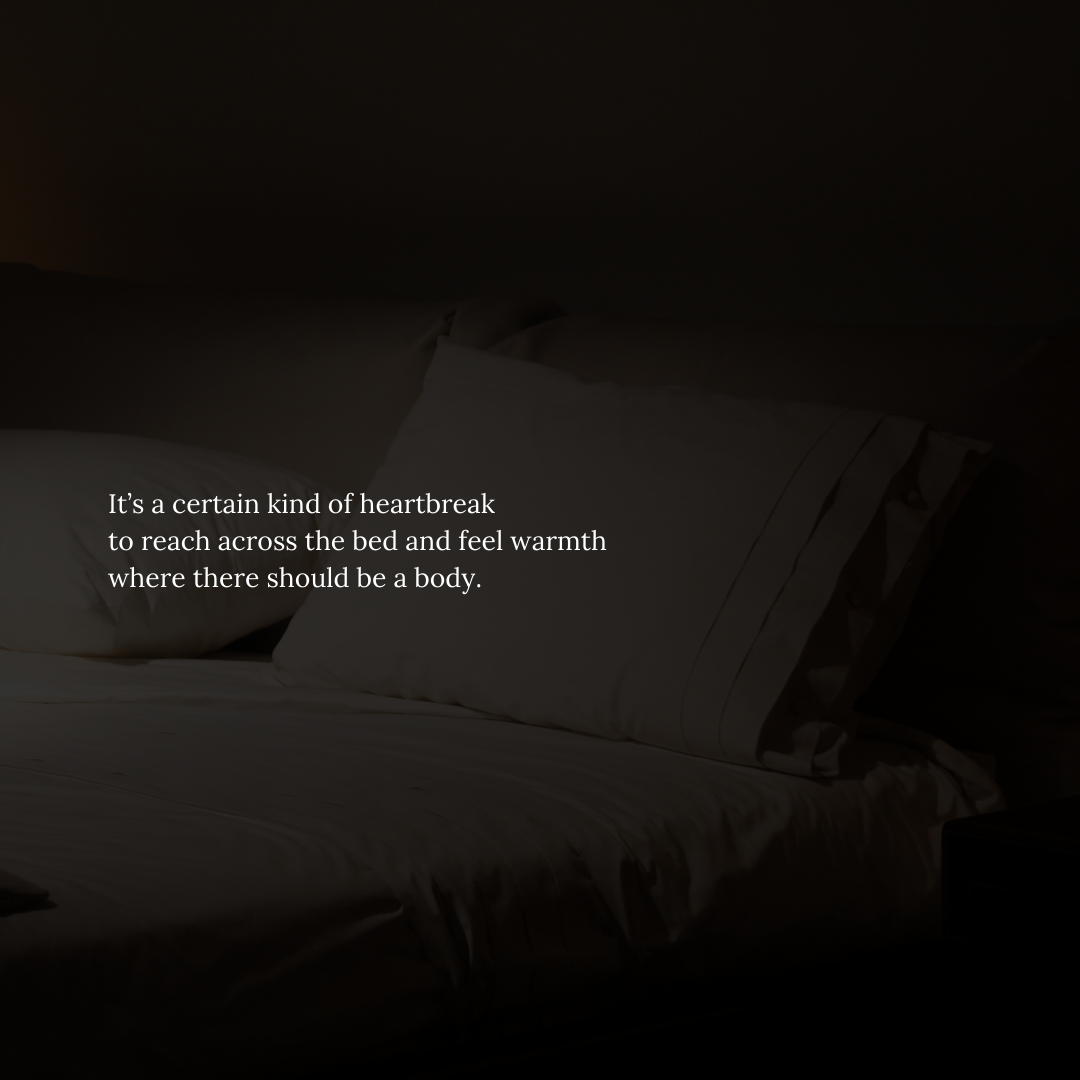 It’s a certain kind of heartbreak
to reach across the bed and feel warmth
where there should be a body.